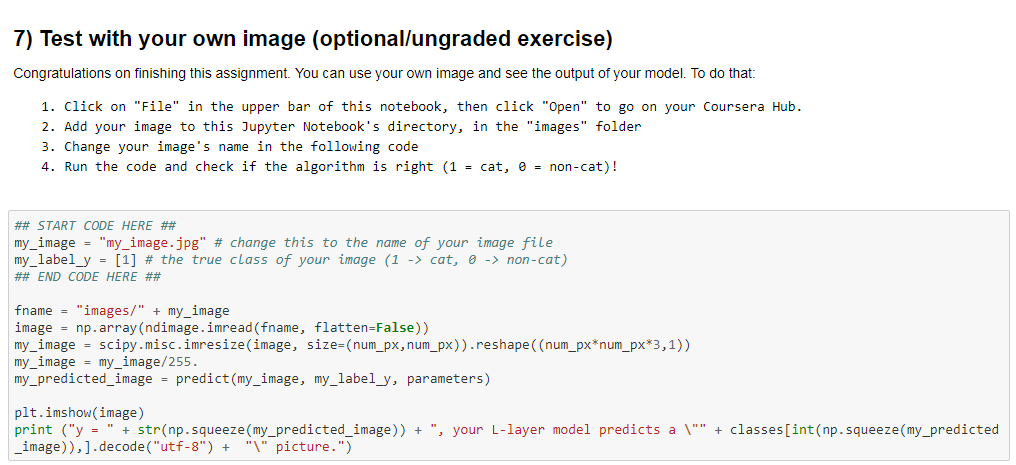 7) Test with your own image (optional/ungraded exercise)
Congratulations on finishing this assignment. You can use your own image and see the output of your model. To do that:
1. Click on "File" in the upper bar of this notebook, then click "Open" to go on your Coursera Hub.
2. Add your image to this Jupyter Notebook's directory, in the "images" folder
3. Change your image's name in the following code
4. Run the code and check if the algorithm is right (1 = cat, 0 = non-cat)!
## START CODE HERE ##
my_image = "my_image.jpg" # change this to the name of your image file
my_label_y = [1] # the true class of your image (1 -> cat, 0 -> non-cat)
## END CODE HERE ##
fname = "images/" + my_image
image = np.array(ndimage.imread(fname, flatten=False))
my_image = scipy.misc.imresize(image, size=(num_px,num_px)).reshape((num_px*num_px*3,1))
my_image = my_image/255.
my_predicted_image = predict(my_image, my_label_y, parameters)
plt.imshow(image)
print ("y = " + str(np.squeeze(my_predicted_image)) + ", your L-layer model predicts a \"" + classes[int(np.squeeze(my_predicted
_image)),].decode("utf-8") +  "\" picture.")